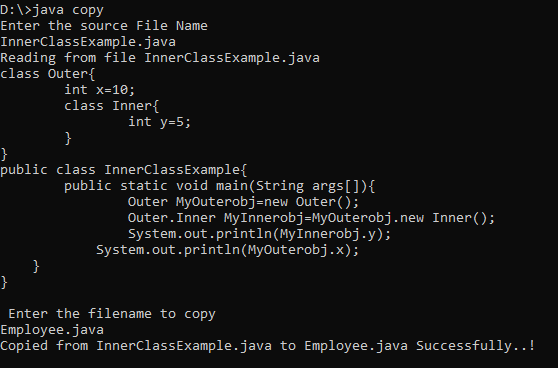 D:\>java copy
Enter the source File Name
InnerClassExample.java
Reading from file InnerClassExample.java
class Outer{
        int x=10;
        class Inner{
                int y=5;
        }
}
public class InnerClassExample{
        public static void main(String args[]){
                Outer MyOuterobj=new Outer();
                Outer.Inner MyInnerobj=MyOuterobj.new Inner();
                System.out.println(MyInnerobj.y);
            System.out.println(MyOuterobj.x);
    }
}

 Enter the filename to copy
Employee.java
Copied from InnerClassExample.java to Employee.java Successfully..!